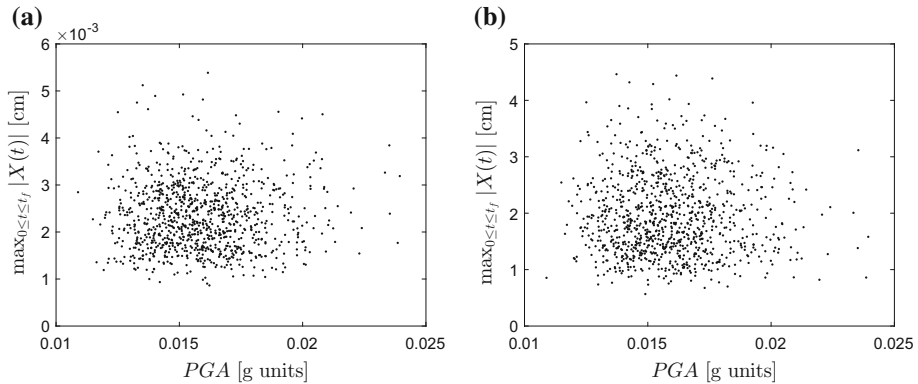 (a)
×10⁻³
6
5
4
3
2
1
0
0.01 0.015 0.02 0.025
max₀≤t≤t_f |X(t)| [cm]
PGA [g units]
(b)
5
4
3
2
1
0
0.01 0.015 0.02 0.025
max₀≤t≤t_f |X(t)| [cm]
PGA [g units]